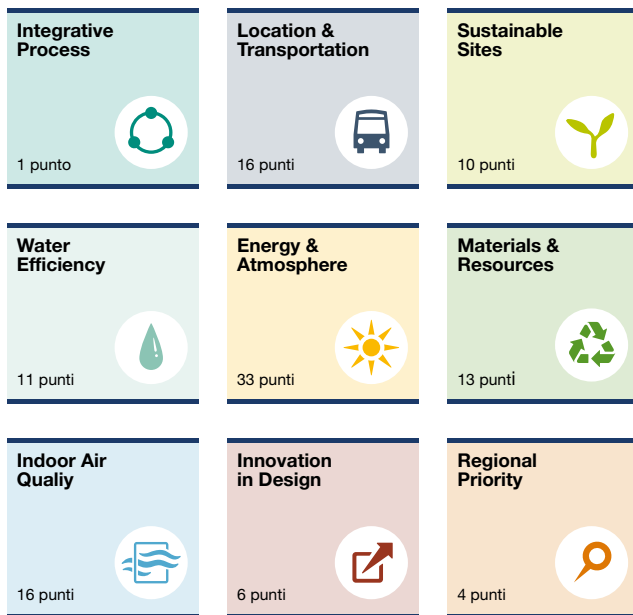 Integrative
Process
1 punto
Location &
Transportation
16 punti
Sustainable
Sites
10 punti
Water
Efficiency
11 punti
Energy &
Atmosphere
33 punti
Materials &
Resources
13 punti
Indoor Air
Qualiy
16 punti
Innovation
in Design
6 punti
Regional
Priority
4 punti